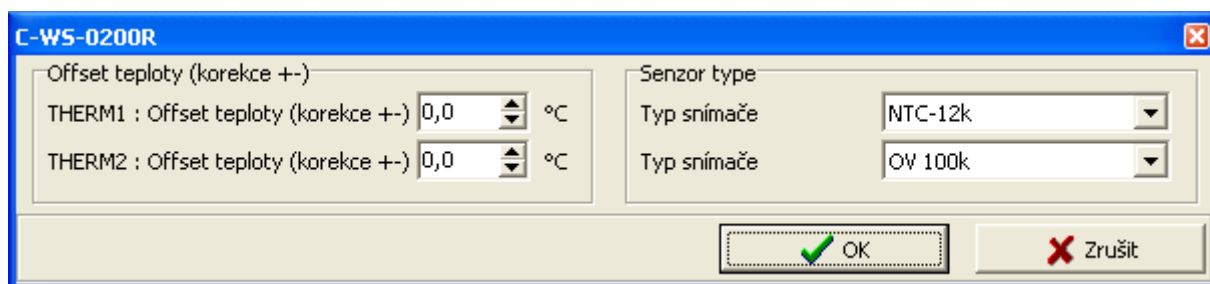 C-WS-0200R
Offset teploty (korekce +-)
THERM1 : Offset teploty (korekce +-) 0,0 °C
THERM2 : Offset teploty (korekce +-) 0,0 °C
Senzor type
Typ snímače NTC-12k
Typ snímače OV 100k
OK Zrušit